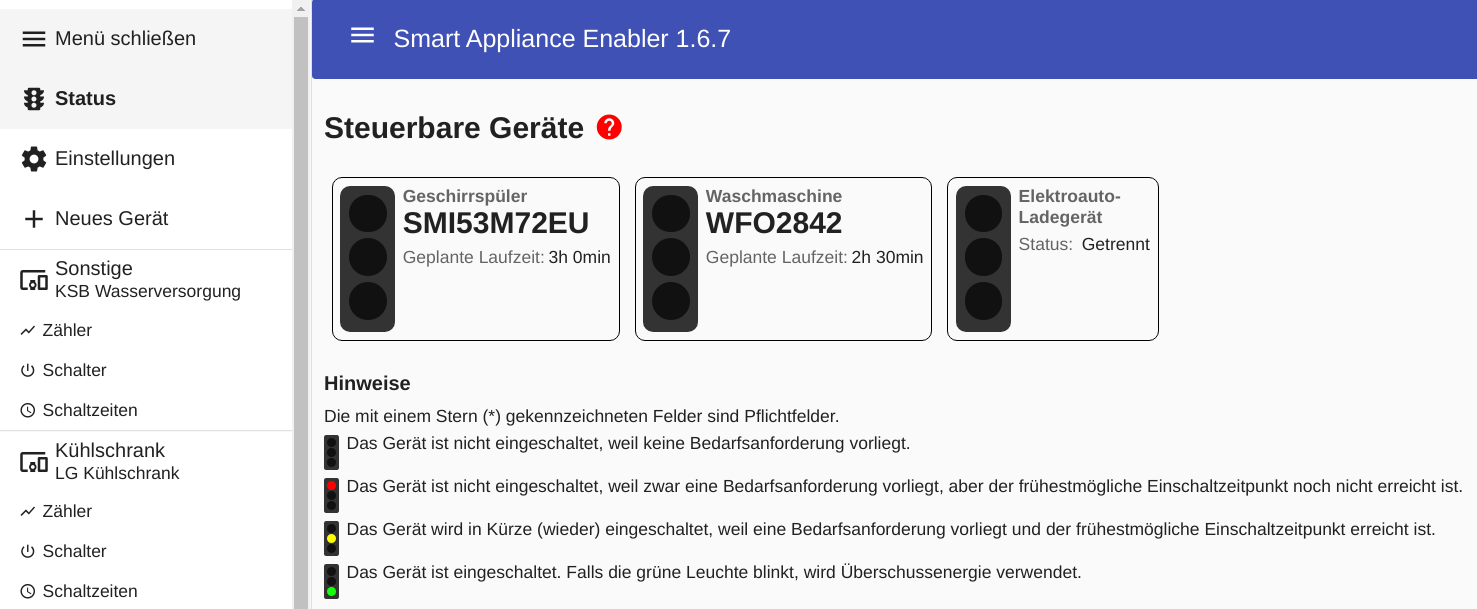 Menü schließen
Status
Einstellungen
Neues Gerät
Sonstige
KSB Wasserversorgung
Zähler
Schalter
Schaltzeiten
Kühlschrank
LG Kühlschrank
Zähler
Schalter
Schaltzeiten
Smart Appliance Enabler 1.6.7
Steuerbare Geräte ?
Geschirrspüler
SMI53M72EU
Geplante Laufzeit: 3h 0min
Waschmaschine
WFO2842
Geplante Laufzeit: 2h 30min
Elektroauto-
Ladegerät
Status: Getrennt
Hinweise
Die mit einem Stern (*) gekennzeichneten Felder sind Pflichtfelder.
Das Gerät ist nicht eingeschaltet, weil keine Bedarfsanforderung vorliegt.
Das Gerät ist nicht eingeschaltet, weil zwar eine Bedarfsanforderung vorliegt, aber der frühestmögliche Einschaltzeitpunkt noch nicht erreicht ist.
Das Gerät wird in Kürze (wieder) eingeschaltet, weil eine Bedarfsanforderung vorliegt und der frühestmögliche Einschaltzeitpunkt erreicht ist.
Das Gerät ist eingeschaltet. Falls die grüne Leuchte blinkt, wird Überschussenergie verwendet.